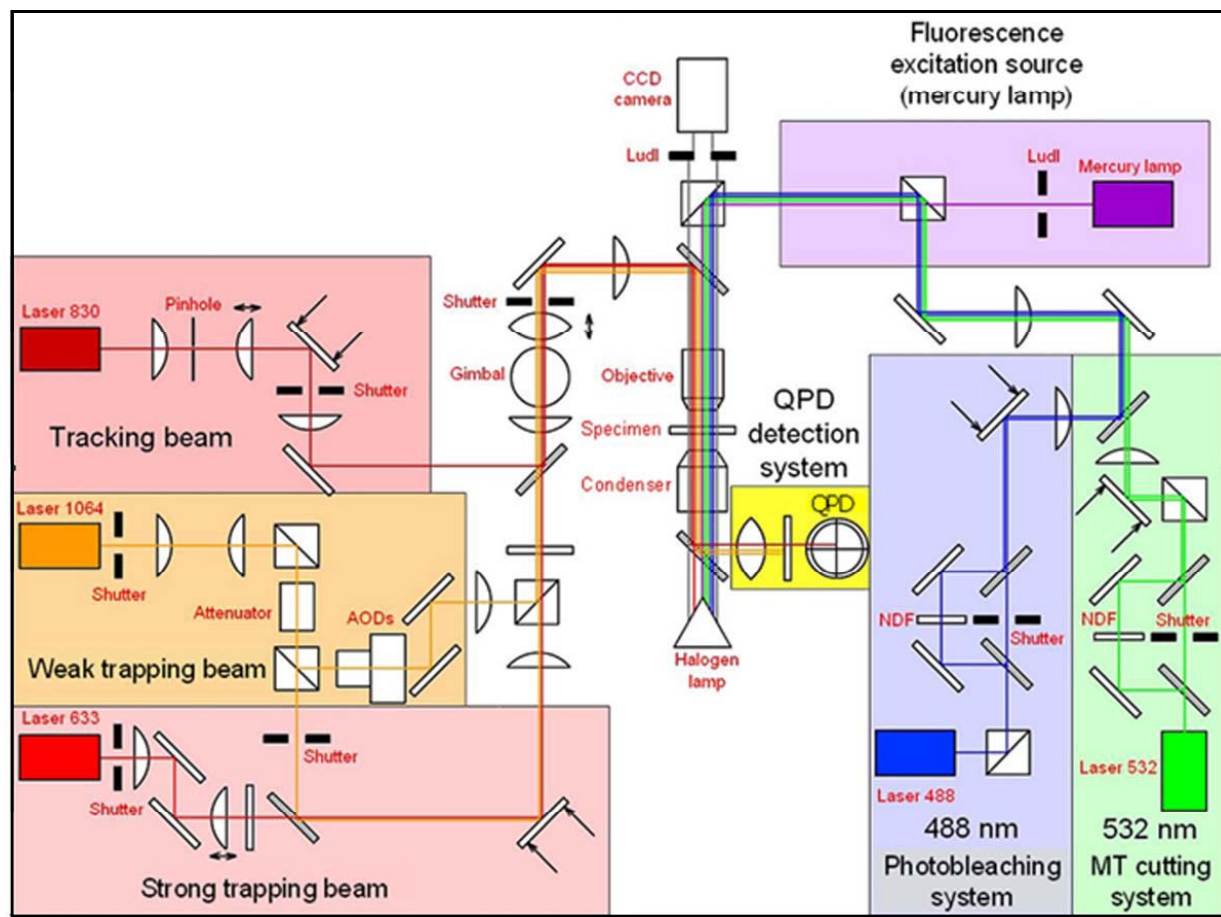 Fluorescence
excitation source
(mercury lamp)
CCD
camera
Ludl
Ludl
Mercury lamp
Laser 830
Pinhole
Shutter
Tracking beam
Shutter
Gimbal
Objective
Specimen
Condenser
QPD
detection
system
QPD
Laser 1064
Shutter
Attenuator
AODs
Weak trapping beam
Halogen
lamp
NDF
Shutter
NDF
Shutter
Laser 633
Shutter
Shutter
Strong trapping beam
Laser 488
488 nm
Photobleaching
system
Laser 532
532 nm
MT cutting
system